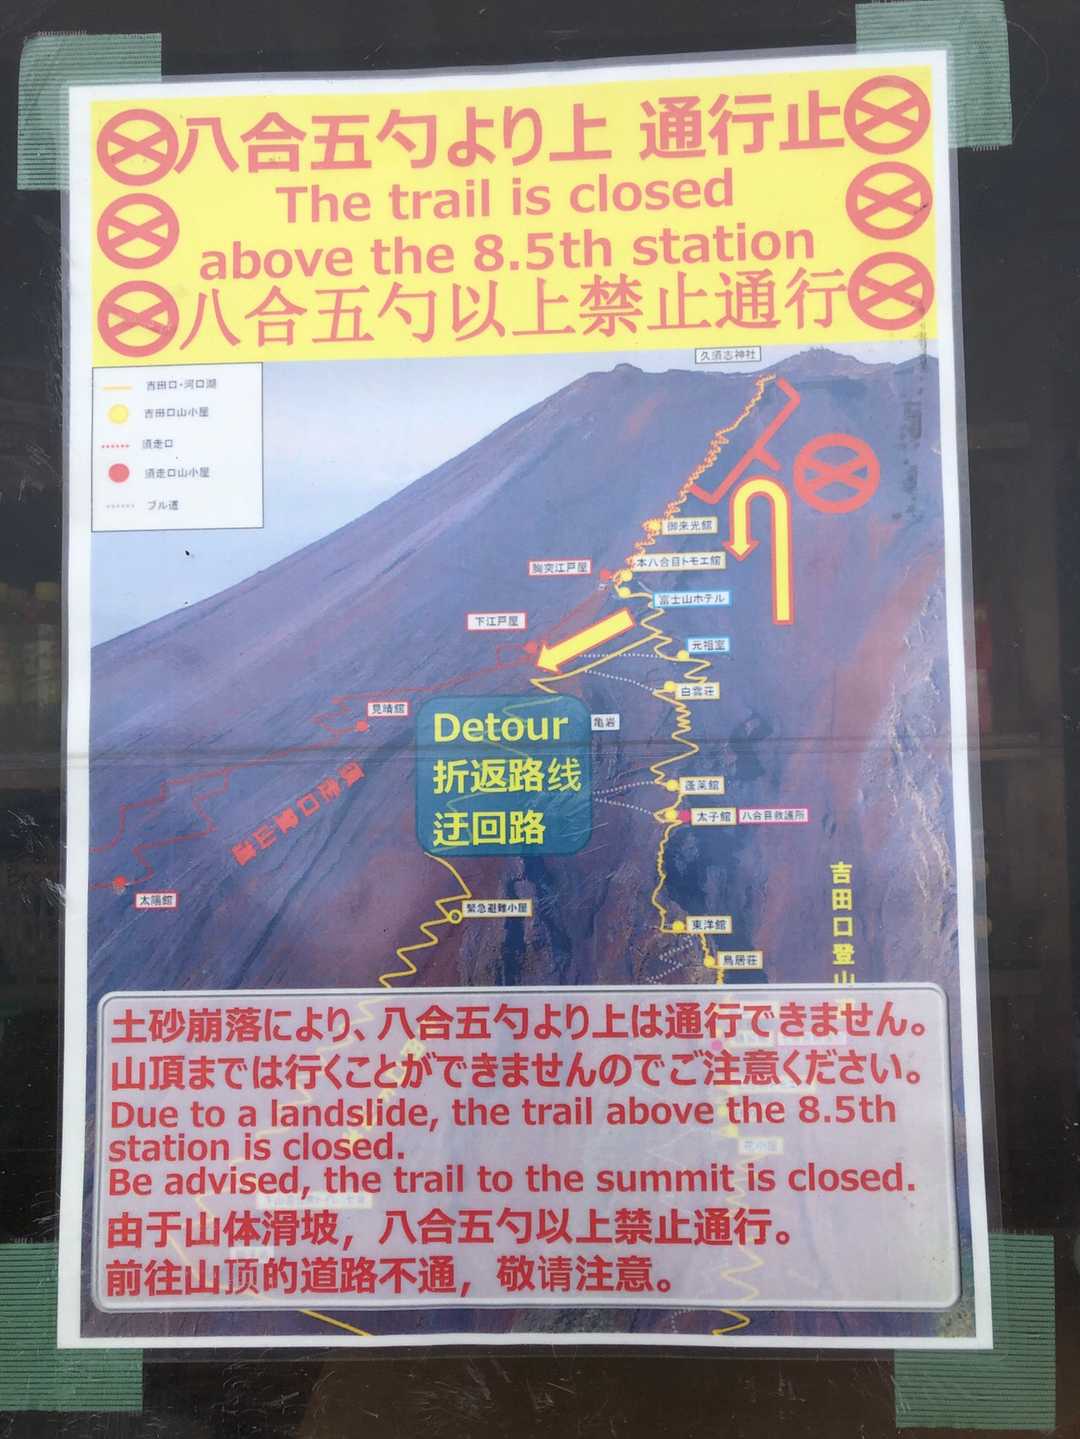 八合五勺より上 通行止
The trail is closed
above the 8.5th station
八合五勺以上禁止通行
久須志神社
吉田口・河口湖
吉田口山小屋
須走口
須走口山小屋
ブル道
御来光館
胸突江戸屋
本八合目トモエ館
富士山ホテル
下江戸屋
元祖室
白雲荘
見晴館
亀岩
Detour
折返路线
迂回路
蓬莱館
太子館
八合目救護所
須走口登山道
太陽館
吉田口登山
緊急避難小屋
東洋館
鳥居荘
土砂崩落により、八合五勺より上は通行できません。
山頂までは行くことができませんのでご注意ください。
Due to a landslide, the trail above the 8.5th
station is closed.
Be advised, the trail to the summit is closed.
花小屋
由于山体滑坡，八合五勺以上禁止通行。
前往山顶的道路不通，敬请注意。